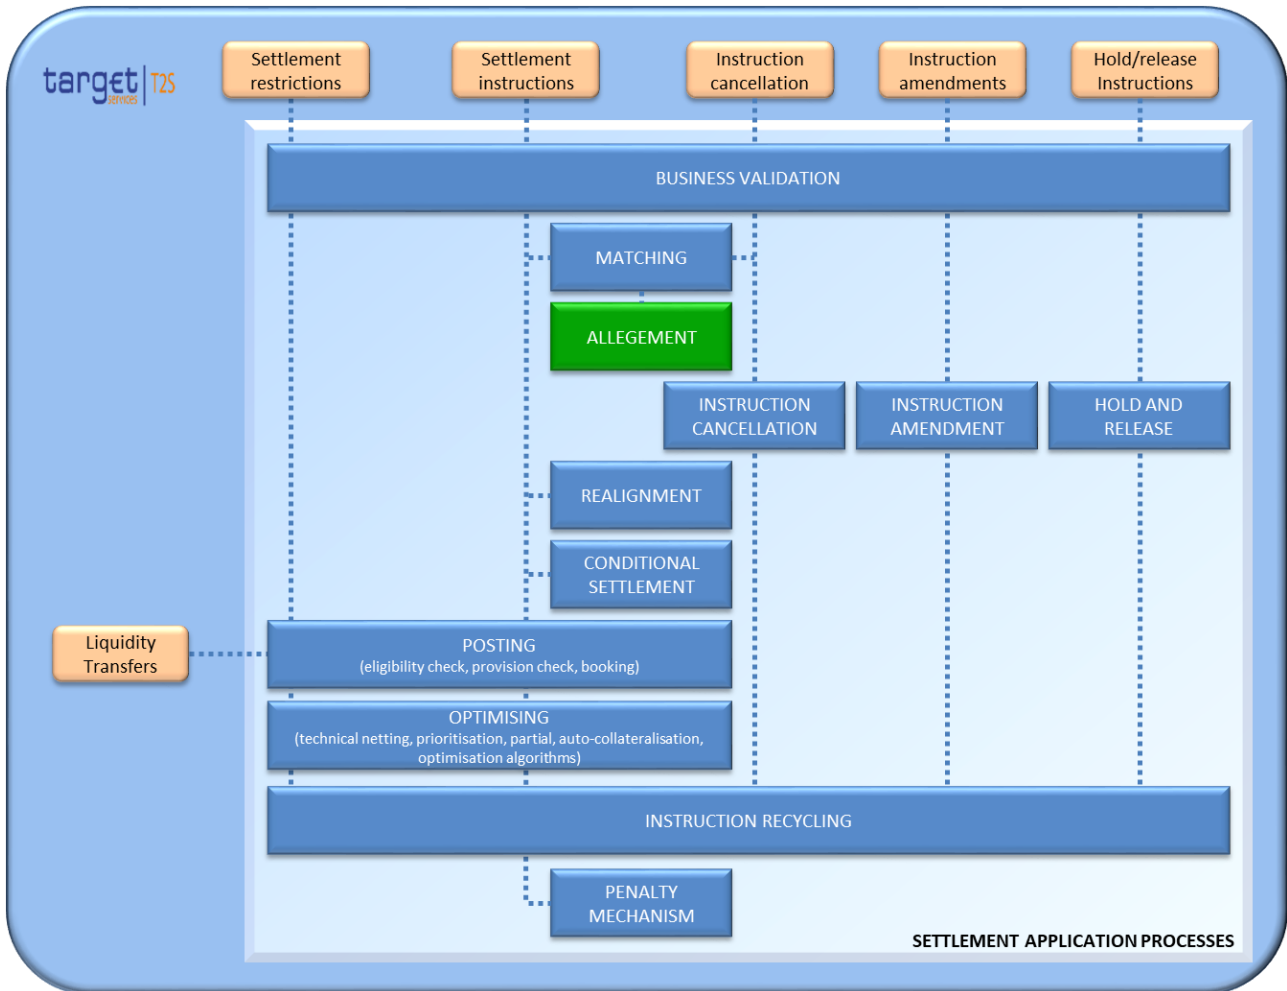 Settlement
restrictions
Settlement
instructions
Instruction
cancellation
Instruction
amendments
Hold/release
Instructions
target | T2S
services
BUSINESS VALIDATION
MATCHING
ALLEGEMENT
INSTRUCTION
CANCELLATION
INSTRUCTION
AMENDMENT
HOLD AND
RELEASE
REALIGNMENT
CONDITIONAL
SETTLEMENT
Liquidity
Transfers
POSTING
(eligibility check, provision check, booking)
OPTIMISING
(technical netting, prioritisation, partial, auto-collateralisation,
optimisation algorithms)
INSTRUCTION RECYCLING
PENALTY
MECHANISM
SETTLEMENT APPLICATION PROCESSES